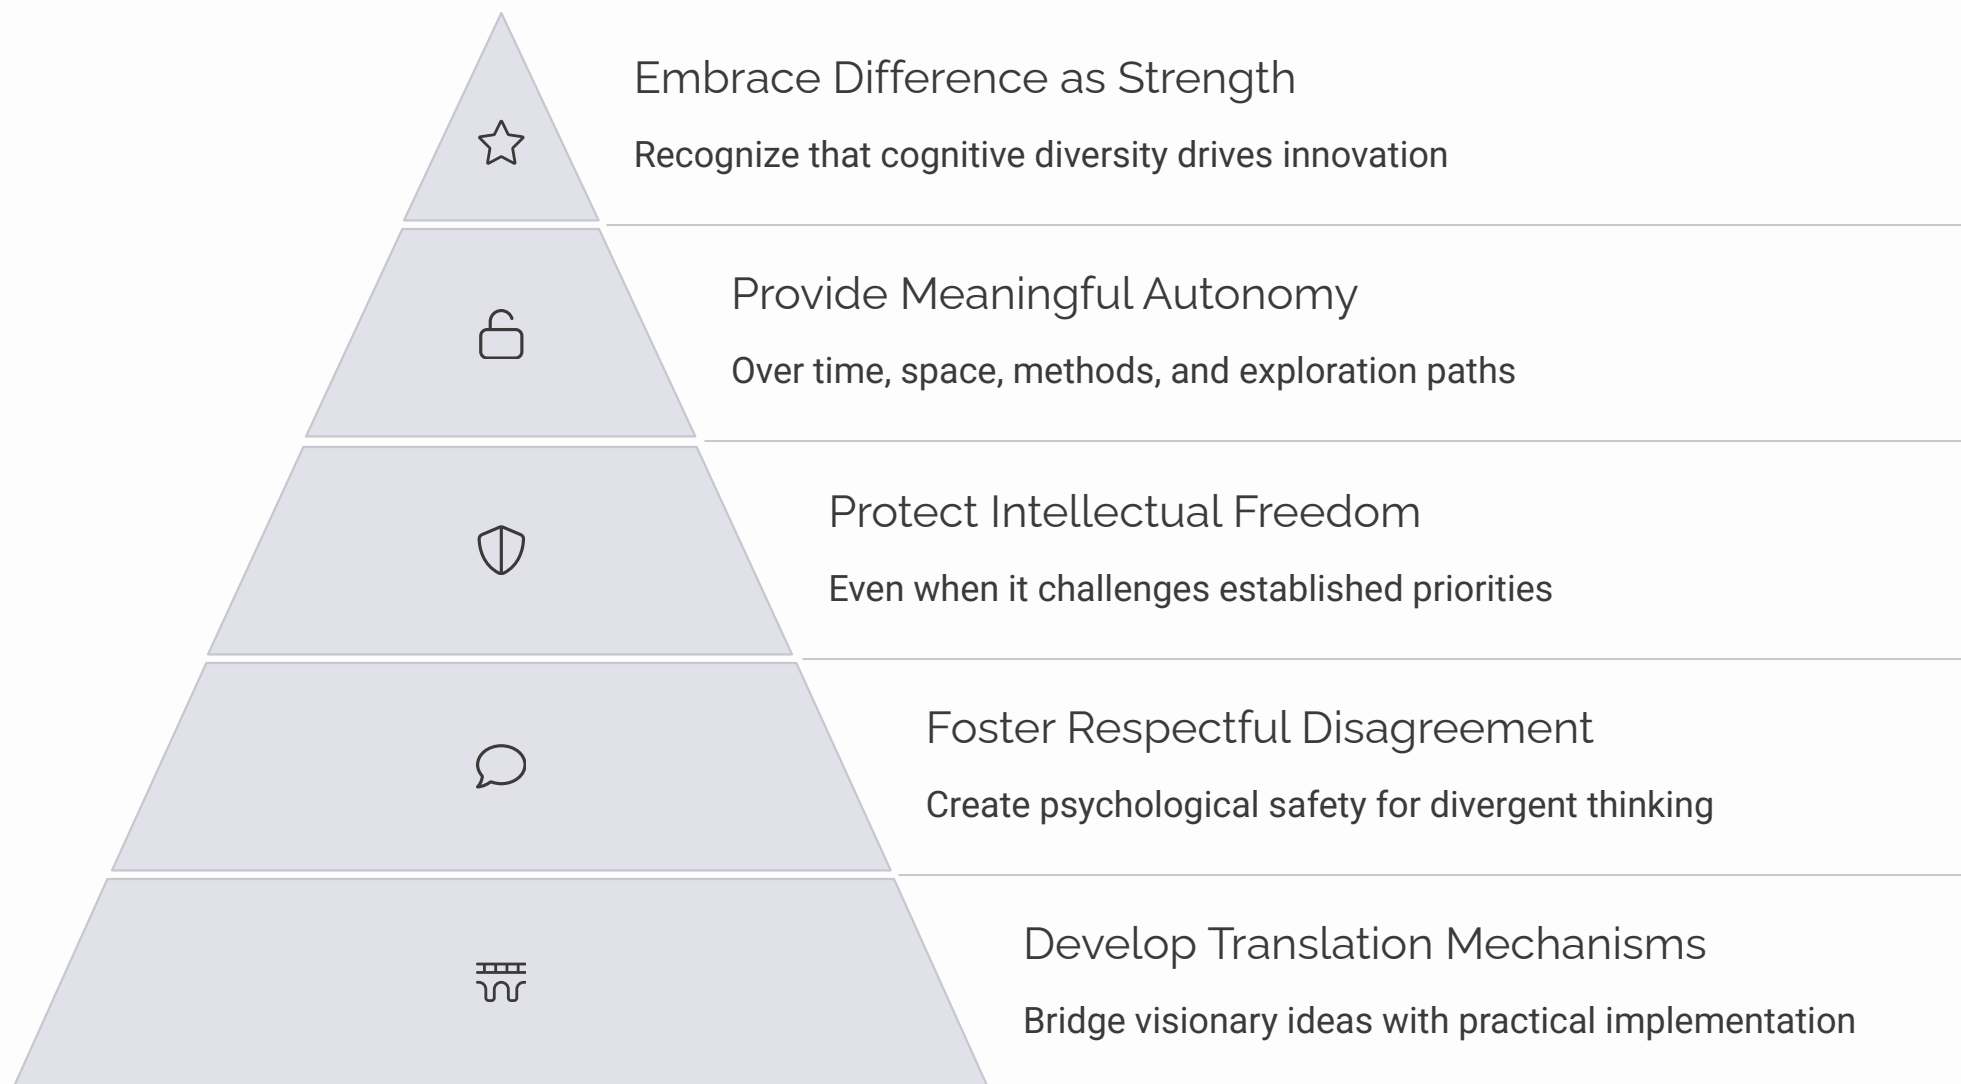 Embrace Difference as Strength
Recognize that cognitive diversity drives innovation
Provide Meaningful Autonomy
Over time, space, methods, and exploration paths
Protect Intellectual Freedom
Even when it challenges established priorities
Foster Respectful Disagreement
Create psychological safety for divergent thinking
Develop Translation Mechanisms
Bridge visionary ideas with practical implementation